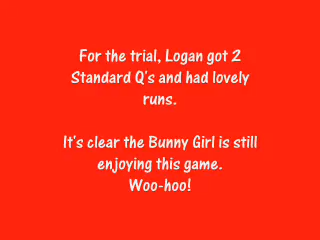 For the trial, Logan got 2
Standard Q's and had lovely
runs.
It's clear the Bunny Girl is still
enjoying this game.
Woo-hoo!